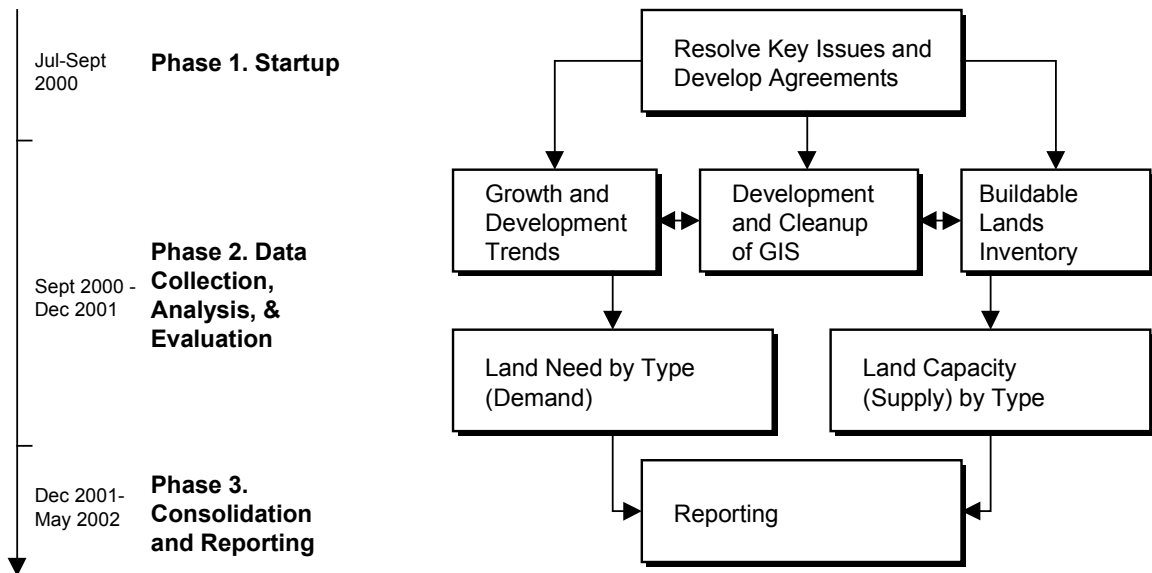 Jul-Sept
2000
Phase 1. Startup
Resolve Key Issues and
Develop Agreements
Sept 2000 -
Dec 2001
Phase 2. Data
Collection,
Analysis, &
Evaluation
Growth and
Development
Trends
Development
and Cleanup
of GIS
Buildable
Lands
Inventory
Land Need by Type
(Demand)
Land Capacity
(Supply) by Type
Dec 2001-
May 2002
Phase 3.
Consolidation
and Reporting
Reporting